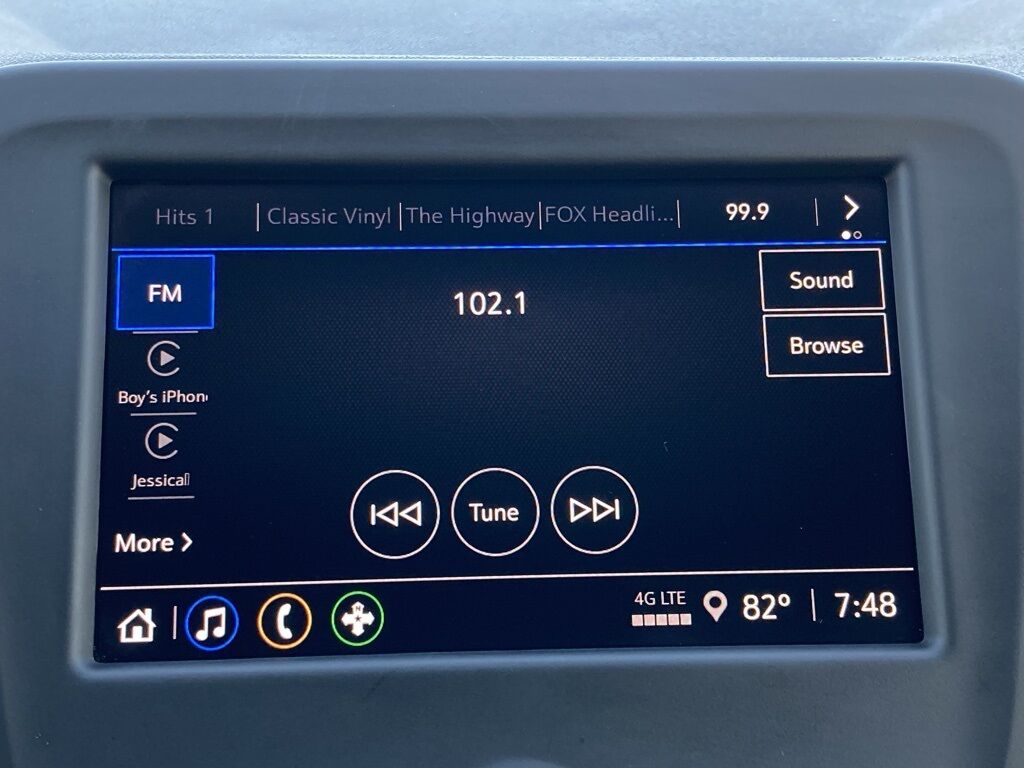 Hits 1 | Classic Vinyl | The Highway | FOX Headli... | 99.9 |
FM
102.1
Sound
Browse
Boy's iPhon
Jessica
More
Tune
4G LTE
82° | 7:48